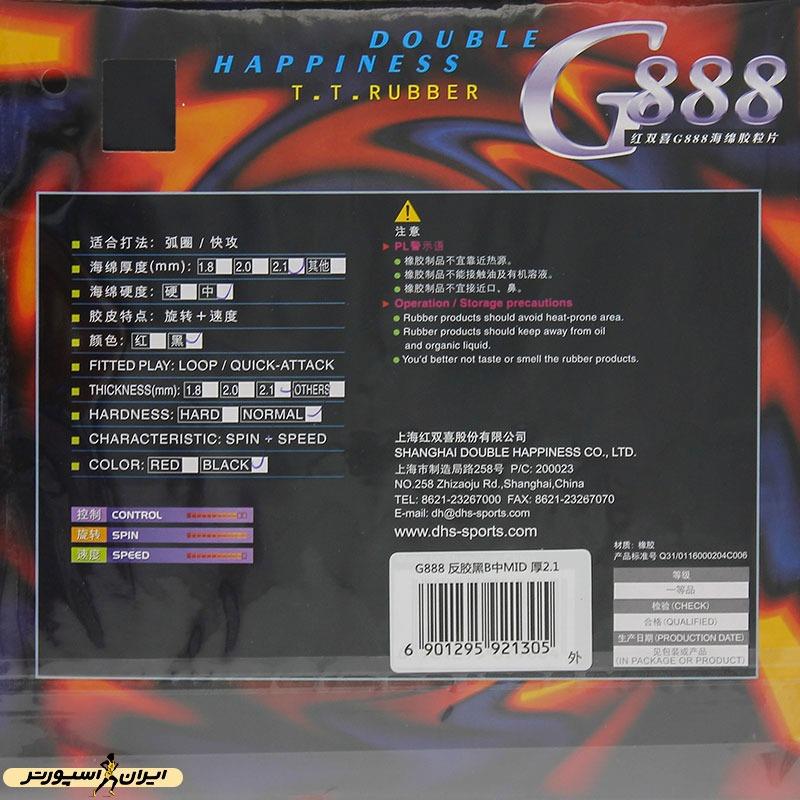 DOUBLE
HAPPINESS
T.T.RUBBER
G888
红双喜G888海绵胶粒片
适合打法: 弧圈 / 快攻
海绵厚度(mm): 1.8 2.0 2.1 其他
海绵硬度: 硬 中
胶皮特点: 旋转+速度
颜色: 红 黑
FITTED PLAY: LOOP / QUICK-ATTACK
THICKNESS(mm): 1.8 2.0 2.1 OTHERS
HARDNESS: HARD NORMAL
CHARACTERISTIC: SPIN + SPEED
COLOR: RED BLACK
控制 CONTROL
旋转 SPIN
速度 SPEED
注意
PL警示语
橡胶制品不宜靠近热源。
橡胶制品不能接触油及有机溶液。
橡胶制品不宜接近口、鼻。
Operation / Storage precautions
Rubber products should avoid heat-prone area.
Rubber products should keep away from oil
and organic liquid.
You'd better not taste or smell the rubber products.
上海红双喜股份有限公司
SHANGHAI DOUBLE HAPPINESS CO., LTD.
上海市制造局路258号 P/C: 200023
NO.258 Zhizaoju Rd.,Shanghai,China
TEL: 8621-23267000 FAX: 8621-23267070
E-mail: dh@dhs-sports.com
www.dhs-sports.com
G888 反胶黑B中MID 厚2.1
6 901295 921305
外
材质: 橡胶
产品标准号 Q31/0116000204C006
等级
一等品
检验(CHECK)
合格(QUALIFIED)
生产日期(PRODUCTION DATE)
见包装或产品
(IN PACKAGE OR PRODUCT)
ایران اسپورتر